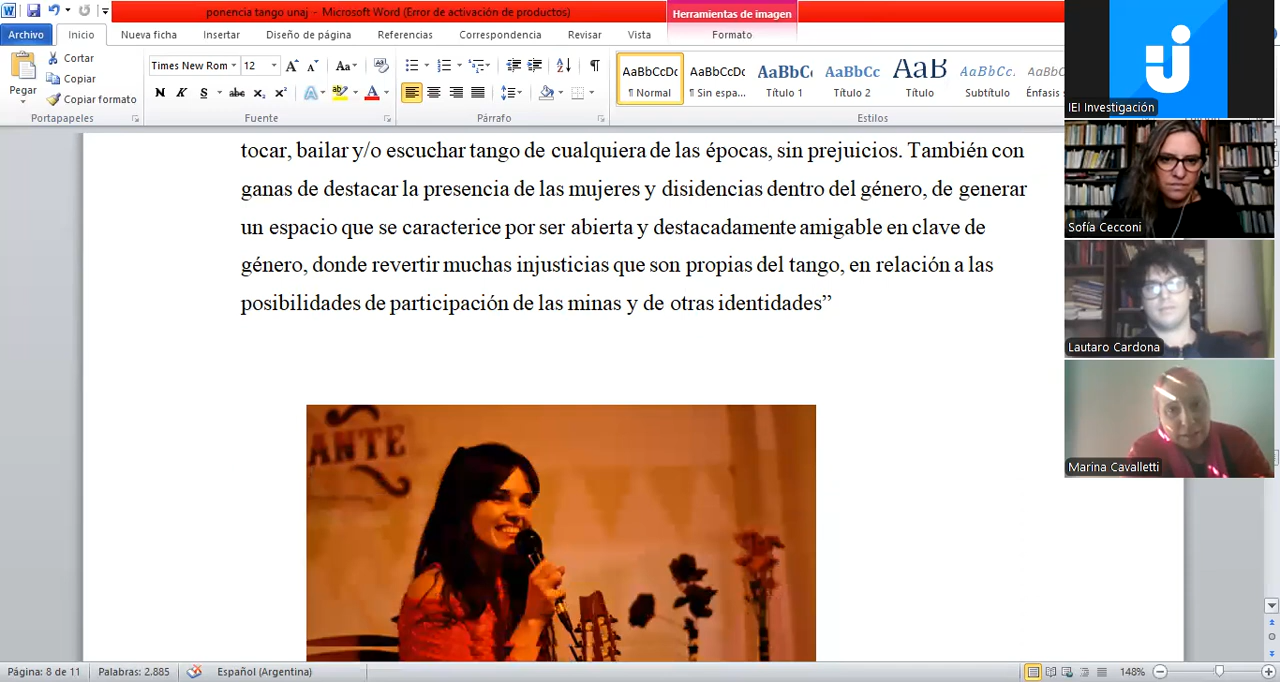 ponencia tango unaj - Microsoft Word (Error de activación de productos)
Herramientas de imagen
Archivo
Inicio
Nueva ficha
Insertar
Diseño de página
Referencias
Correspondencia
Revisar
Vista
Formato
Pegar
Cortar
Copiar
Copiar formato
Portapapeles
Times New Rom
12
Aa
N K S abc x₂ x²
Fuente
Párrafo
AaBbCcDc
¶ Normal
AaBbCcDc
¶ Sin espa...
AaBbC
Título 1
AaBbCc
Título 2
AaB
Título
AaBbCc.
Subtítulo
AaBbCc
Énfasis
Estilos
tocar, bailar y/o escuchar tango de cualquiera de las épocas, sin prejuicios. También con
ganas de destacar la presencia de las mujeres y disidencias dentro del género, de generar
un espacio que se caracterice por ser abierta y destacadamente amigable en clave de
género, donde revertir muchas injusticias que son propias del tango, en relación a las
posibilidades de participación de las minas y de otras identidades”
ANTE
IEI Investigación
Sofía Cecconi
Lautaro Cardona
Marina Cavalletti
Página: 8 de 11
Palabras: 2.885
Español (Argentina)
148%